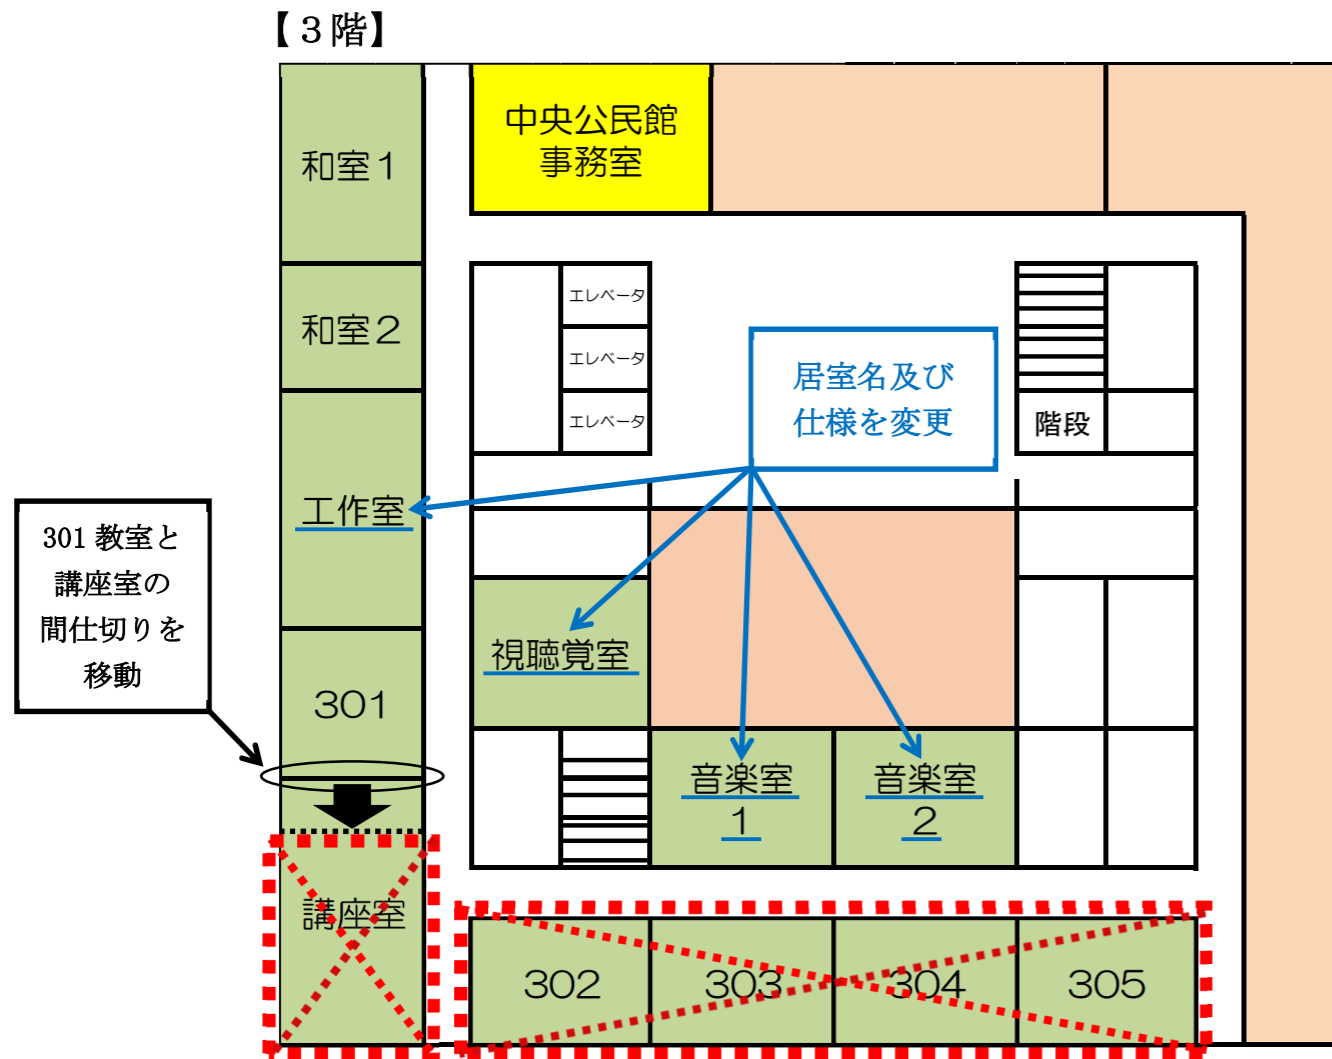 【３階】
中央公民館
事務室
和室１
和室２
エレベータ
エレベータ
エレベータ
居室名及び
仕様を変更
階段
工作室
301 教室と
講座室の
間仕切りを
移動
視聴覚室
301
音楽室
１
音楽室
２
講座室
302
303
304
305